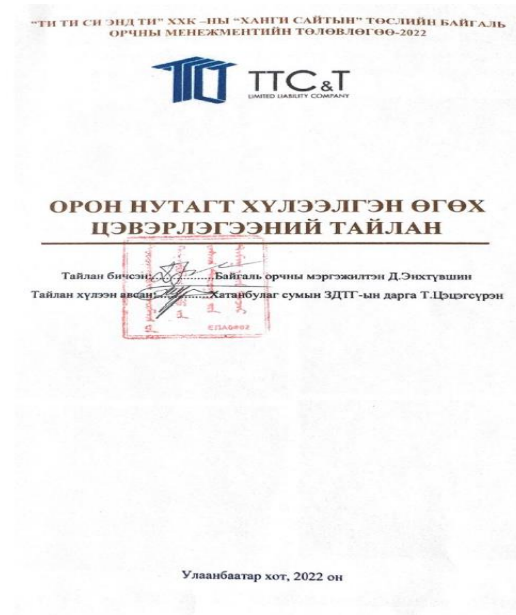 “ТИ ТИ СИ ЭНД ТИ” ХХК –НЫ “ХАНГИ САЙТЫН” ТӨСЛИЙН БАЙГАЛЬ
ОРЧНЫ МЕНЕЖМЕНТИЙН ТӨЛӨВЛӨГӨӨ-2022
TTC&T
LIMITED LIABILITY COMPANY
ОРОН НУТАГТ ХҮЛЭЭЛГЭН ӨГӨХ
ЦЭВЭРЛЭГЭЭНИЙ ТАЙЛАН
Тайлан бичсэн:............Байгаль орчны мэргэжилтэн Д.Энхтүвшин
Тайлан хүлээн авсан:............Хатанбулаг сумын ЗДТГ-ын дарга Т.Цэцэгсүрэн
Улаанбаатар хот, 2022 он